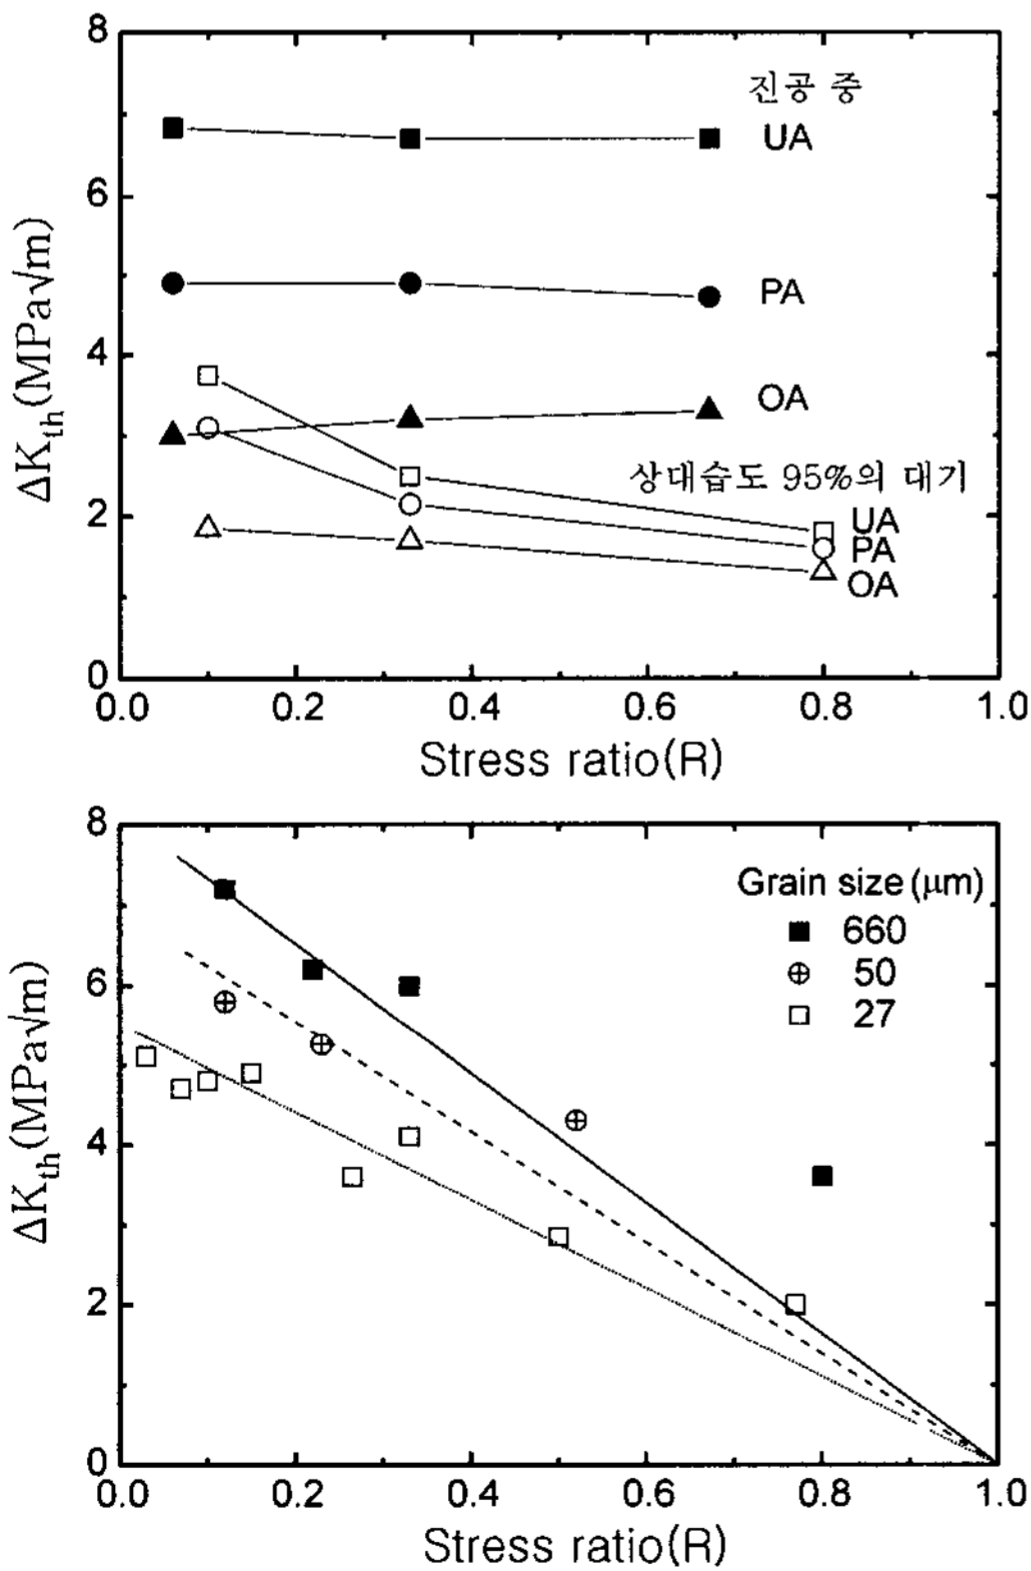 8
진공 중
UA
6
PA
4
OA
상대습도 95%의 대기
2
UA
PA
OA
0
0.0 0.2 0.4 0.6 0.8 1.0
Stress ratio(R)
ΔKth(MPa√m)
8
Grain size(μm)
660
50
27
6
4
2
0
0.0 0.2 0.4 0.6 0.8 1.0
Stress ratio(R)
ΔKth(MPa√m)